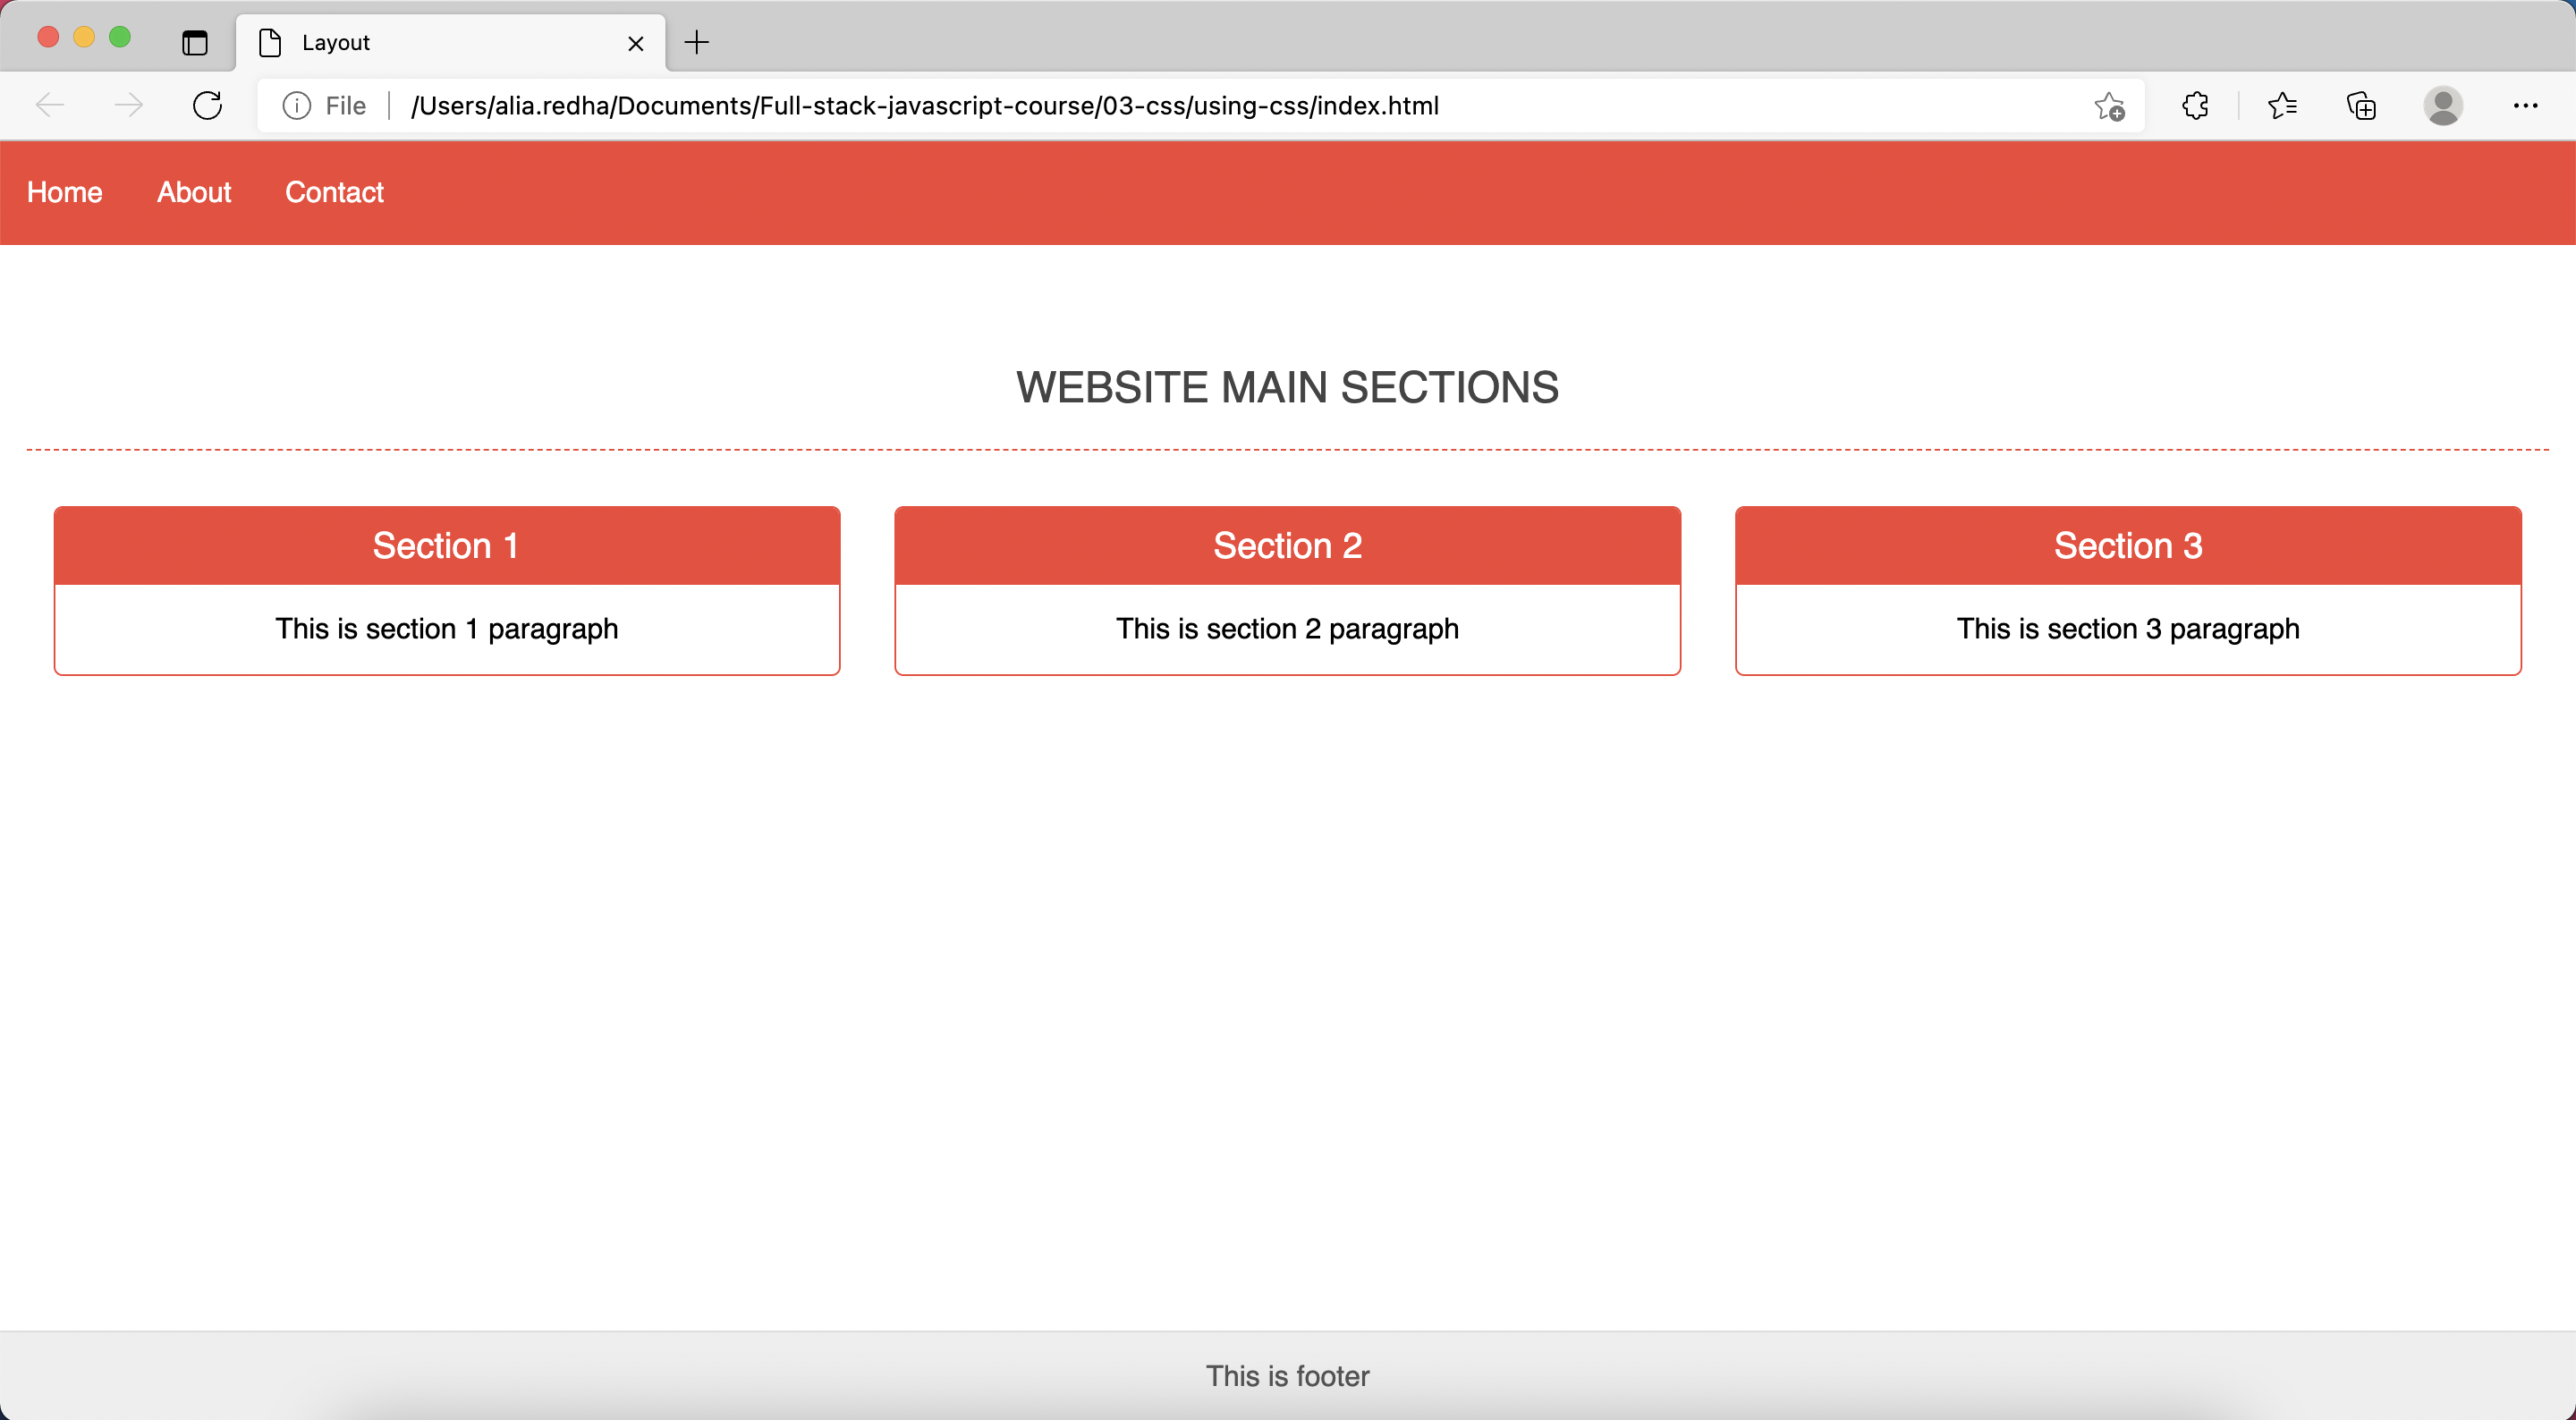 Layout
File /Users/alia.redha/Documents/Full-stack-javascript-course/03-css/using-css/index.html
Home About Contact
WEBSITE MAIN SECTIONS
Section 1 Section 2 Section 3
This is section 1 paragraph This is section 2 paragraph This is section 3 paragraph
This is footer